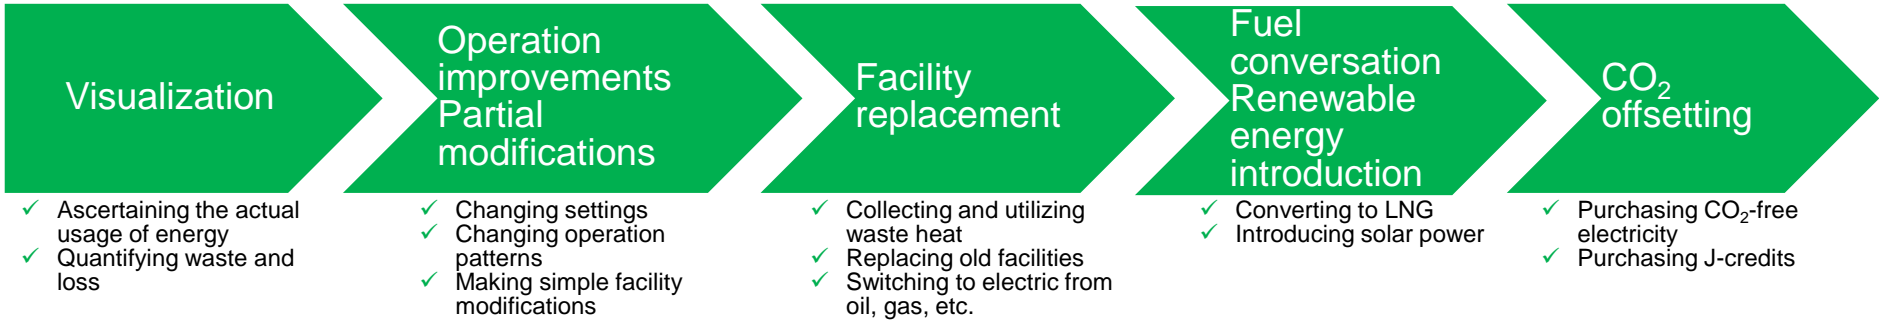 Visualization
✓ Ascertaining the actual
usage of energy
✓ Quantifying waste and
loss
Operation
improvements
Partial
modifications
✓ Changing settings
✓ Changing operation
patterns
✓ Making simple facility
modifications
Facility
replacement
✓ Collecting and utilizing
waste heat
✓ Replacing old facilities
✓ Switching to electric from
oil, gas, etc.
Fuel
conversation
Renewable
energy
introduction
✓ Converting to LNG
✓ Introducing solar power
CO₂
offsetting
✓ Purchasing CO₂-free
electricity
✓ Purchasing J-credits